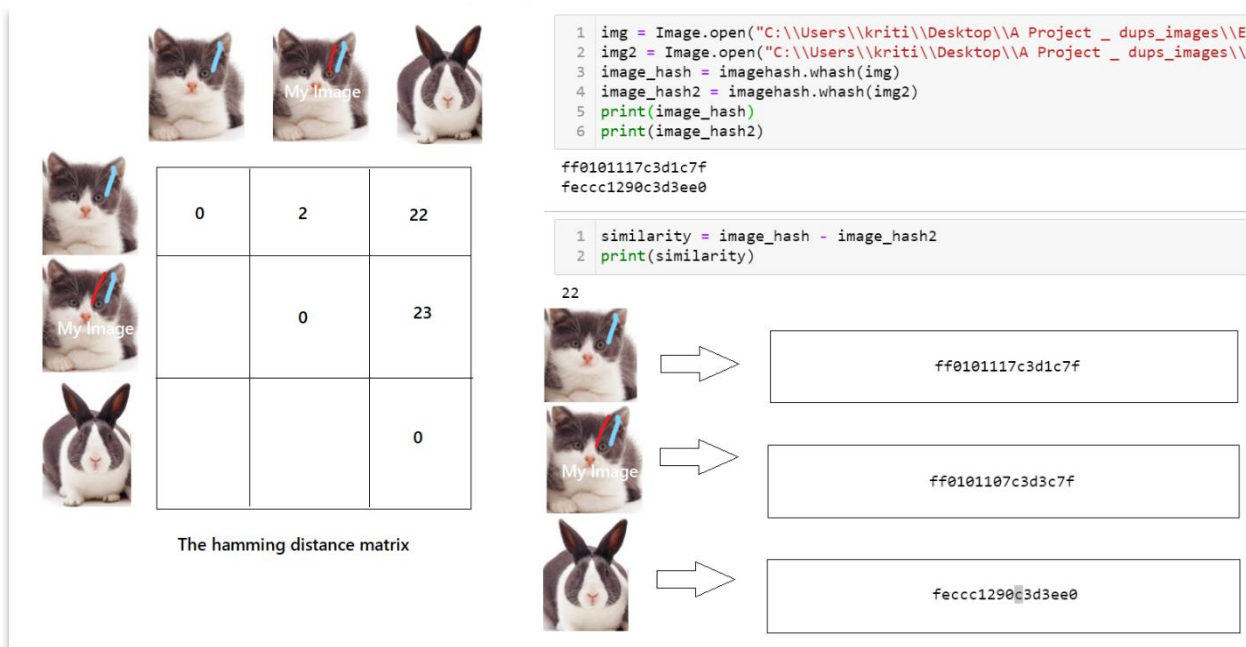 My Image
0 2 22
My Image
0 23
0
The hamming distance matrix
1 img = Image.open("C:\\Users\\kriti\\Desktop\\A Project _ dups_images\\E
2 img2 = Image.open("C:\\Users\\kriti\\Desktop\\A Project _ dups_images\\
3 image_hash = imagehash.whash(img)
4 image_hash2 = imagehash.whash(img2)
5 print(image_hash)
6 print(image_hash2)
ff0101117c3d1c7f
feccc1290c3d3ee0
1 similarity = image_hash - image_hash2
2 print(similarity)
22
ff0101117c3d1c7f
My Image
ff0101107c3d3c7f
feccc1290c3d3ee0